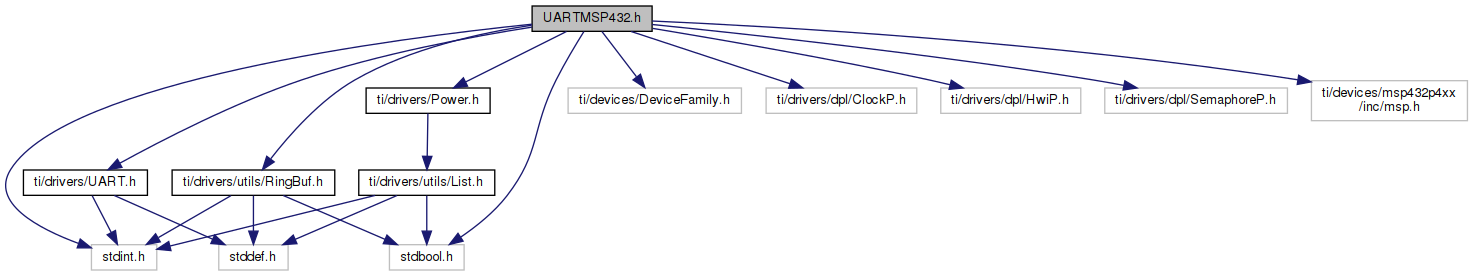 UARTMSP432.h
ti/drivers/Power.h
ti/devices/DeviceFamily.h
ti/drivers/dpl/ClockP.h
ti/drivers/dpl/HwiP.h
ti/drivers/dpl/SemaphoreP.h
ti/devices/msp432p4xx
/inc/msp.h
ti/drivers/UART.h
ti/drivers/utils/RingBuf.h
ti/drivers/utils/List.h
stdint.h
stddef.h
stdbool.h